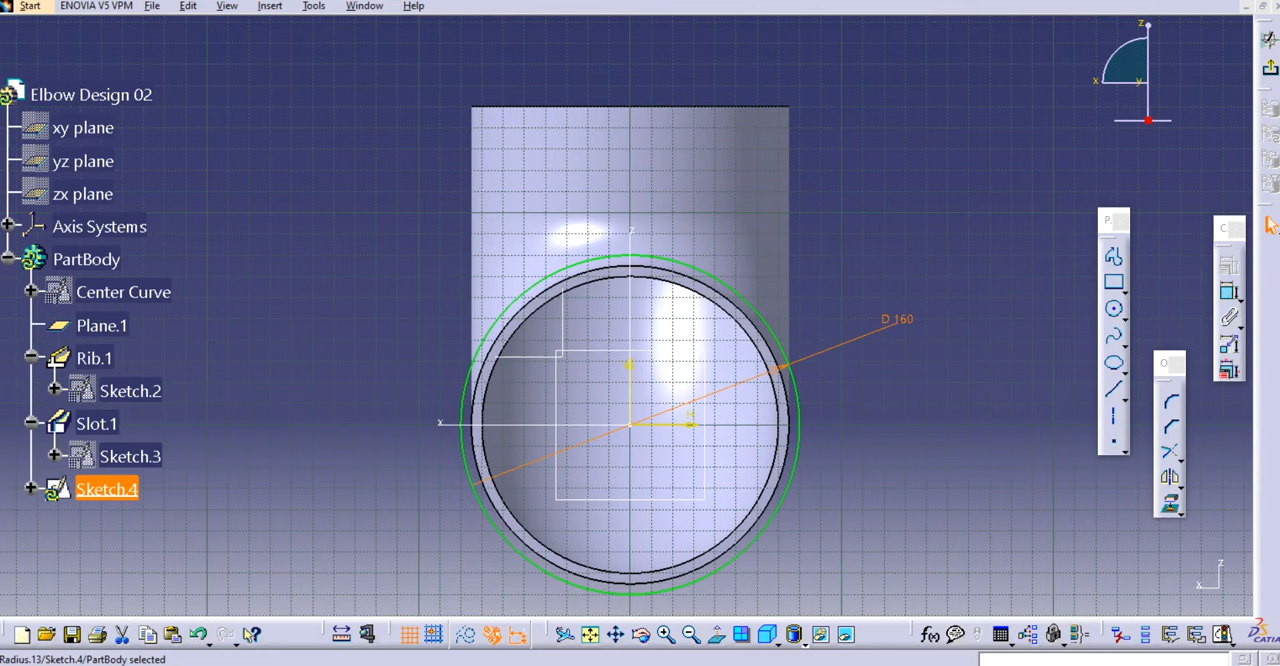 Start ENOVIA V5 VPM File Edit View Insert Tools Window Help
Elbow Design 02
xy plane
yz plane
zx plane
Axis Systems
PartBody
Center Curve
Plane.1
Rib.1
Sketch.2
Slot.1
Sketch.3
Sketch.4
z
x
y
P.
C.
O
z
D 160
x
H
z
x
f(x)
CATIA
Radius.13/Sketch.4/PartBody selected